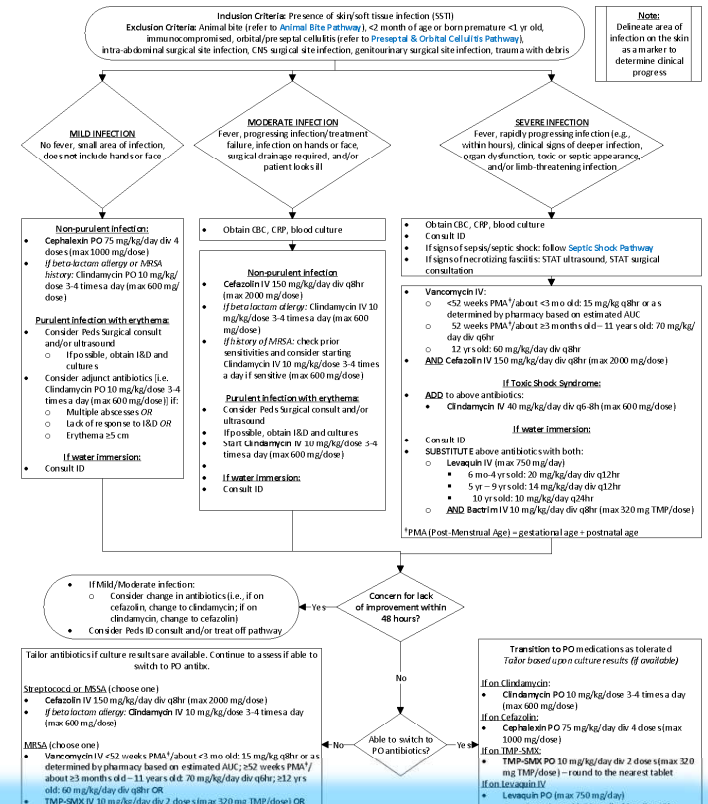 Inclusion Criteria: Presence of skin/soft tissue infection (SSTI)
Exclusion Criteria: Animal bite (refer to Animal Bite Pathway), <2 month of age or born premature <1 yr old,
immunocompromised, orbital/preseptal cellulitis (refer to Preseptal & Orbital Cellulitis Pathway),
intra-abdominal surgical site infection, CNS surgical site infection, genitourinary surgical site infection, trauma with debris
Note:
Delineate area of
infection on the skin
as a marker to
determine clinical
progress
MILD INFECTION
No fever, small area of infection,
does not include hands or face
MODERATE INFECTION
Fever, progressing infection/treatment
failure, infection on hands or face,
surgical drainage required, and/or
patient looks ill
SEVERE INFECTION
Fever, rapidly progressing infection (e.g.,
within hours), clinical signs of deeper infection,
organ dysfunction, toxic or septic appearance,
and/or limb-threatening infection
Non-purulent infection:
• Cephalexin PO 75 mg/kg/day div 4
doses (max 1000 mg/dose)
• If beta-lactam allergy or MRSA
history: Clindamycin PO 10 mg/kg/
dose 3-4 times a day (max 600 mg/
dose)
Purulent infection with erythema:
• Consider Peds Surgical consult
and/or ultrasound
o If possible, obtain I&D and
cultures
• Consider adjunct antibiotics [i.e.
Clindamycin PO 10 mg/kg/dose 3-4
times a day (max 600 mg/dose)] if:
o Multiple abscesses OR
o Lack of response to I&D OR
o Erythema ≥5 cm
If water immersion:
• Consult ID
• Obtain CBC, CRP, blood culture
Non-purulent infection
• Cefazolin IV 150 mg/kg/day div q8hr
(max 2000 mg/dose)
• If beta lactam allergy: Clindamycin IV 10
mg/kg/dose 3-4 times a day (max 600
mg/dose)
• If history of MRSA: check prior
sensitivities and consider starting
Clindamycin IV 10 mg/kg/dose 3-4 times
a day if sensitive (max 600 mg/dose)
Purulent infection with erythema:
• Consider Peds Surgical consult and/or
ultrasound
• If possible, obtain I&D and cultures
• Start Clindamycin IV 10 mg/kg/dose 3-4
times a day (max 600 mg/dose)
•
• If water immersion:
• Consult ID
• Obtain CBC, CRP, blood culture
• Consult ID
• If signs of sepsis/septic shock: follow Septic Shock Pathway
• If signs of necrotizing fasciitis: STAT ultrasound, STAT surgical
consultation
• Vancomycin IV:
o <52 weeks PMA‡/about <3 mo old: 15 mg/kg q8hr or as
determined by pharmacy based on estimated AUC
o 52 weeks PMA‡/about ≥3 months old – 11 years old: 70 mg/kg/
day div q6hr
o 12 yrs old: 60 mg/kg/day div q8hr
• AND Cefazolin IV 150 mg/kg/day div q8hr (max 2000 mg/dose)
If Toxic Shock Syndrome:
• ADD to above antibiotics:
• Clindamycin IV 40 mg/kg/day div q6-8h (max 600 mg/dose)
If water immersion:
• Consult ID
• SUBSTITUTE above antibiotics with both:
o Levaquin IV (max 750 mg/day)
▪ 6 mo-4 yrs old: 20 mg/kg/day div q12hr
▪ 5 yr – 9 yrs old: 14 mg/kg/day div q12hr
▪ 10 yrs old: 10 mg/kg/day q24hr
o AND Bactrim IV 10 mg/kg/day div q8hr (max 320 mg TMP/dose)
‡PMA (Post-Menstrual Age) = gestational age + postnatal age
• If Mild/Moderate infection:
o Consider change in antibiotics (i.e., if on
cefazolin, change to clindamycin; if on
clindamycin, change to cefazolin)
• Consider Peds ID consult and/or treat off pathway
Yes
Concern for lack
of improvement within
48 hours?
No
Tailor antibiotics if culture results are available. Continue to assess if able to
switch to PO antibx.
Streptococci or MSSA (choose one)
• Cefazolin IV 150 mg/kg/day div q8hr (max 2000 mg/dose)
• If beta lactam allergy: Clindamycin IV 10 mg/kg/dose 3-4 times a day
(max 600 mg/dose)
MRSA (choose one)
• Vancomycin IV <52 weeks PMA‡/about <3 mo old: 15 mg/kg q8hr or as
determined by pharmacy based on estimated AUC; ≥52 weeks PMA‡/
about ≥3 months old – 11 years old: 70 mg/kg/day div q6hr; ≥12 yrs
old: 60 mg/kg/day div q8hr OR
• TMP-SMX IV 10 mg/kg/day div 2 doses (max 320 mg TMP/dose) OR
No
Able to switch to
PO antibiotics?
Yes
Transition to PO medications as tolerated
Tailor based upon culture results (if available)
If on Clindamycin:
• Clindamycin PO 10 mg/kg/dose 3-4 times a day
(max 600 mg/dose)
If on Cefazolin:
• Cephalexin PO 75 mg/kg/day div 4 doses (max
1000 mg/dose)
If on TMP-SMX:
• TMP-SMX PO 10 mg/kg/day div 2 doses (max 320
mg TMP/dose) – round to the nearest tablet
If on Levaquin IV
• Levaquin PO (max 750 mg/day)